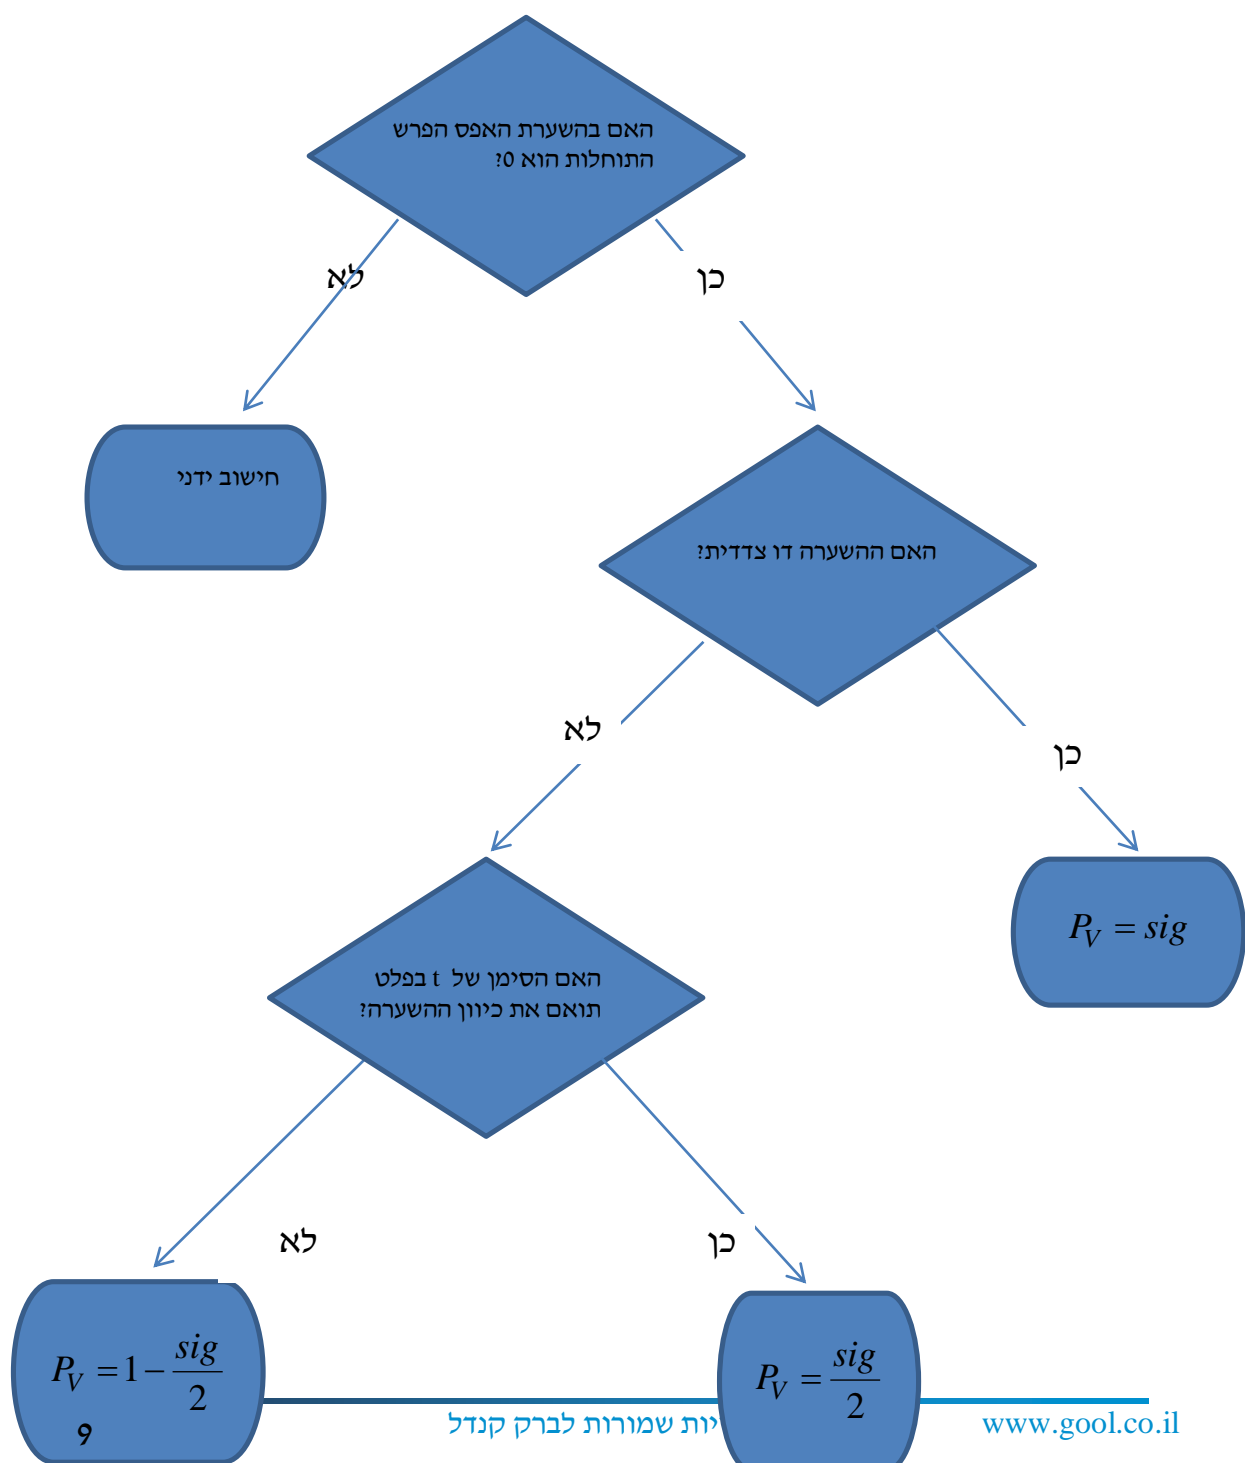 האם בהשערת האפס הפרש
התוחלות הוא 0?
לא
כן
חישוב ידני
האם ההשערה דו צדדית?
לא
כן
P_V = sig
האם הסימן של t בפלט
תואם את כיוון ההשערה?
לא
כן
P_V = 1 - sig/2
P_V = sig/2
9
יות שמורות לברק קנדל
www.gool.co.il